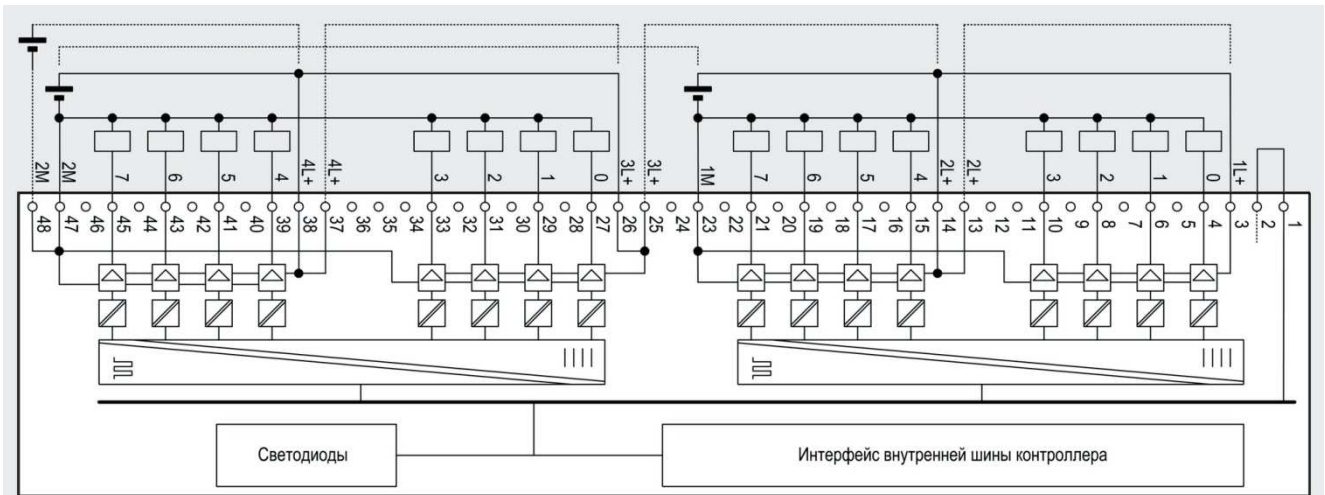 2M 2M 7 6 5 4 4L+ 4L+ 3 2 1 0 3L+ 3L+ 1M 7 6 5 4 2L+ 2L+ 3 2 1 0 1L+
48 47 46 45 44 43 42 41 40 39 38 37 36 35 34 33 32 31 30 29 28 27 26 25 24 23 22 21 20 19 18 17 16 15 14 13 12 11 10 9 8 7 6 5 4 3 2 1
Светодиоды
Интерфейс внутренней шины контроллера